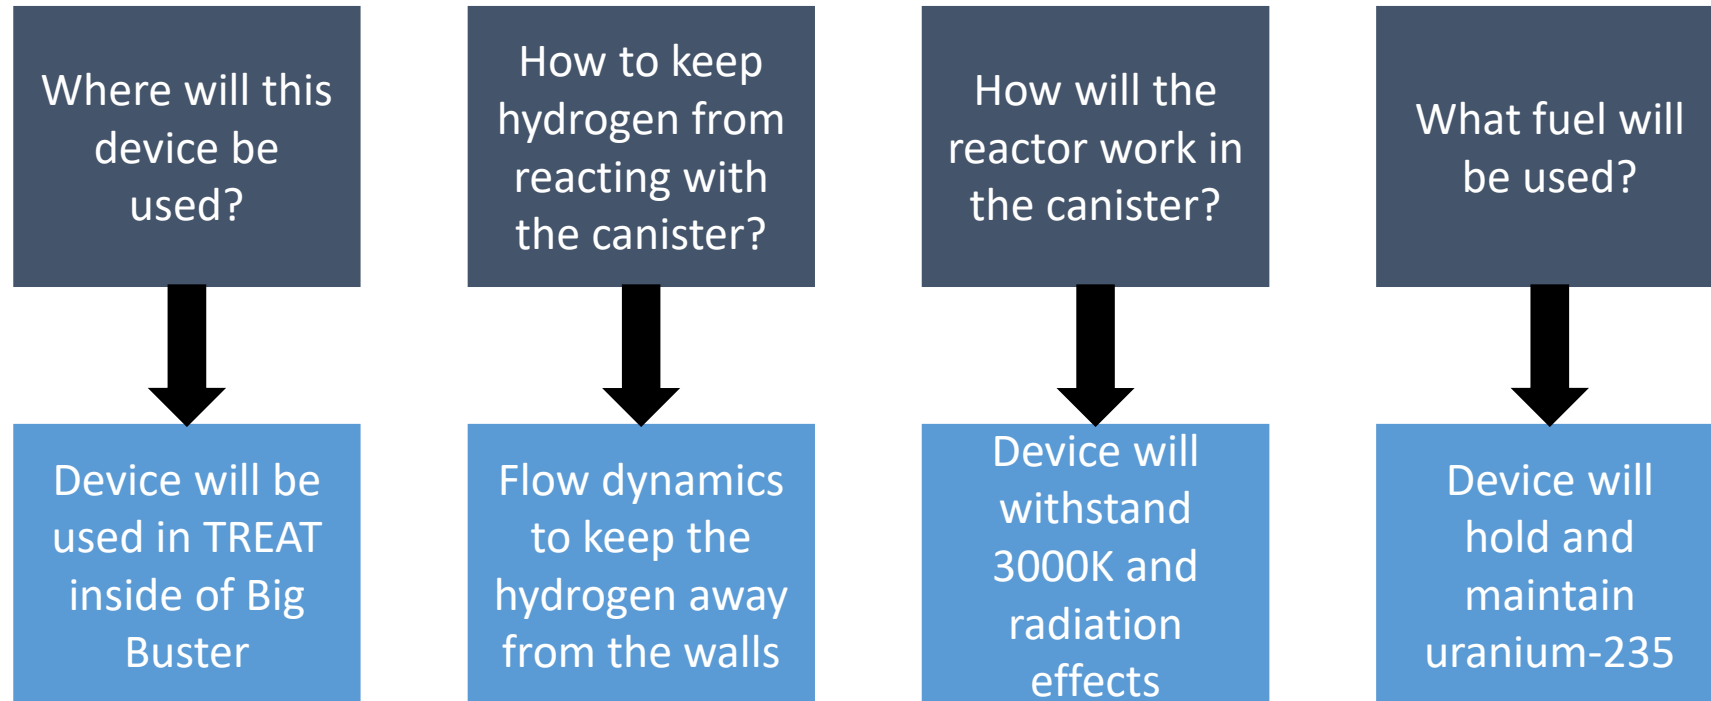 Where will this
device be
used?
How to keep
hydrogen from
reacting with
the canister?
How will the
reactor work in
the canister?
What fuel will
be used?
Device will be
used in TREAT
inside of Big
Buster
Flow dynamics
to keep the
hydrogen away
from the walls
Device will
withstand
3000K and
radiation
effects
Device will
hold and
maintain
uranium-235